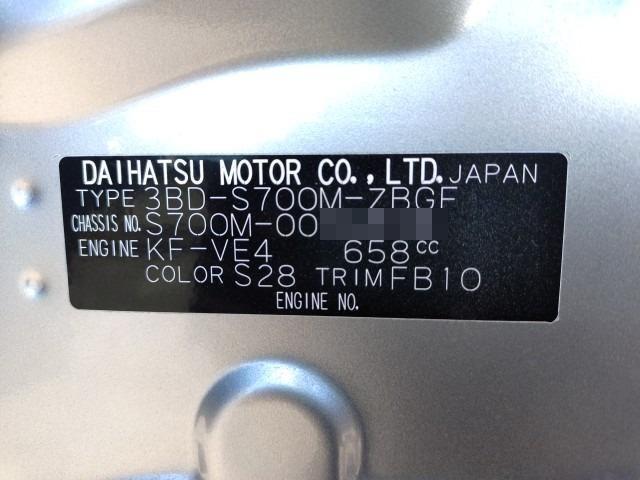 DAIHATSU MOTOR CO., LTD. JAPAN
TYPE 3BD-S700M-ZBGF
CHASSIS NO. S700M-00
ENGINE KF-VE4 658CC
COLOR S28 TRIM FB10
ENGINE NO.